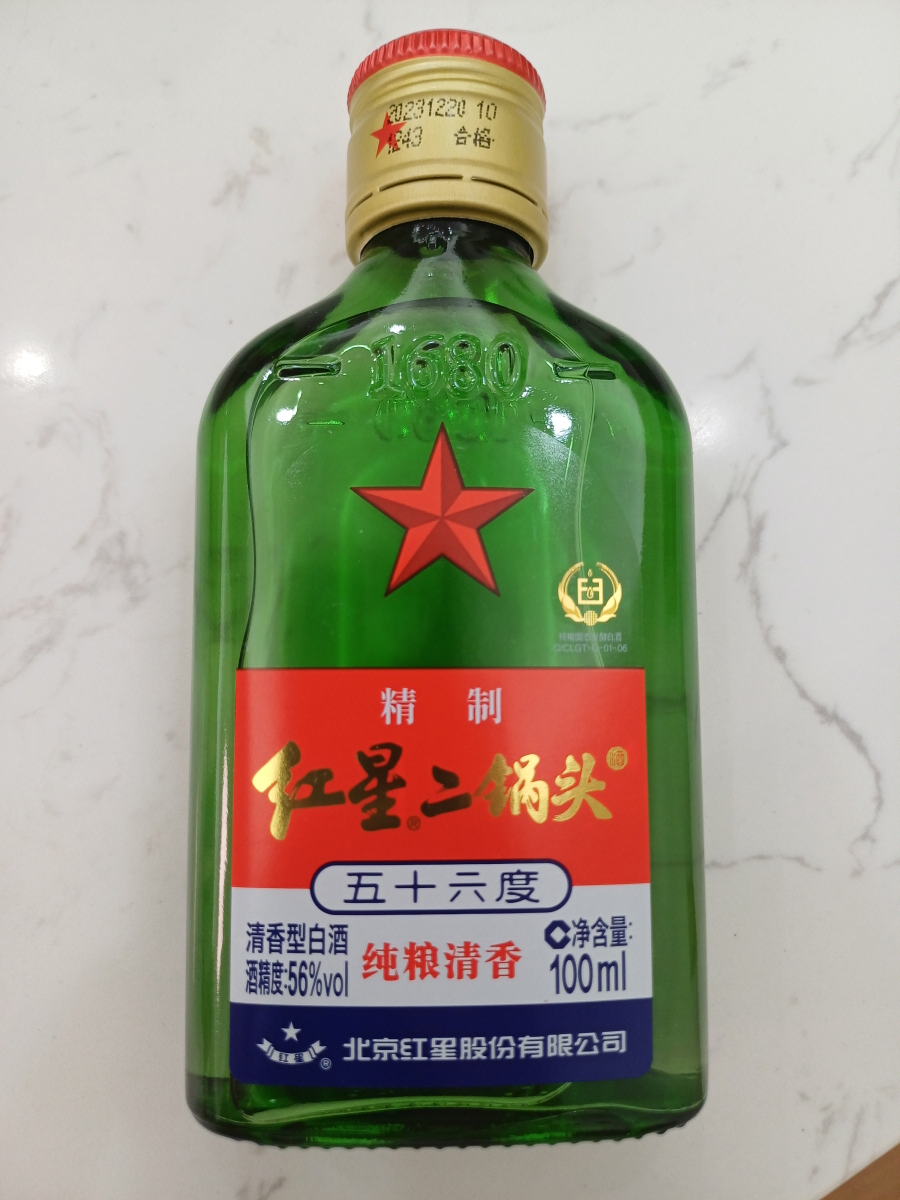 20231220 10
1243 合格
1680
精制
红星二锅头
®
五十六度
清香型白酒
酒精度:56%vol
纯粮清香
净含量:
100ml
红星
®
北京红星股份有限公司